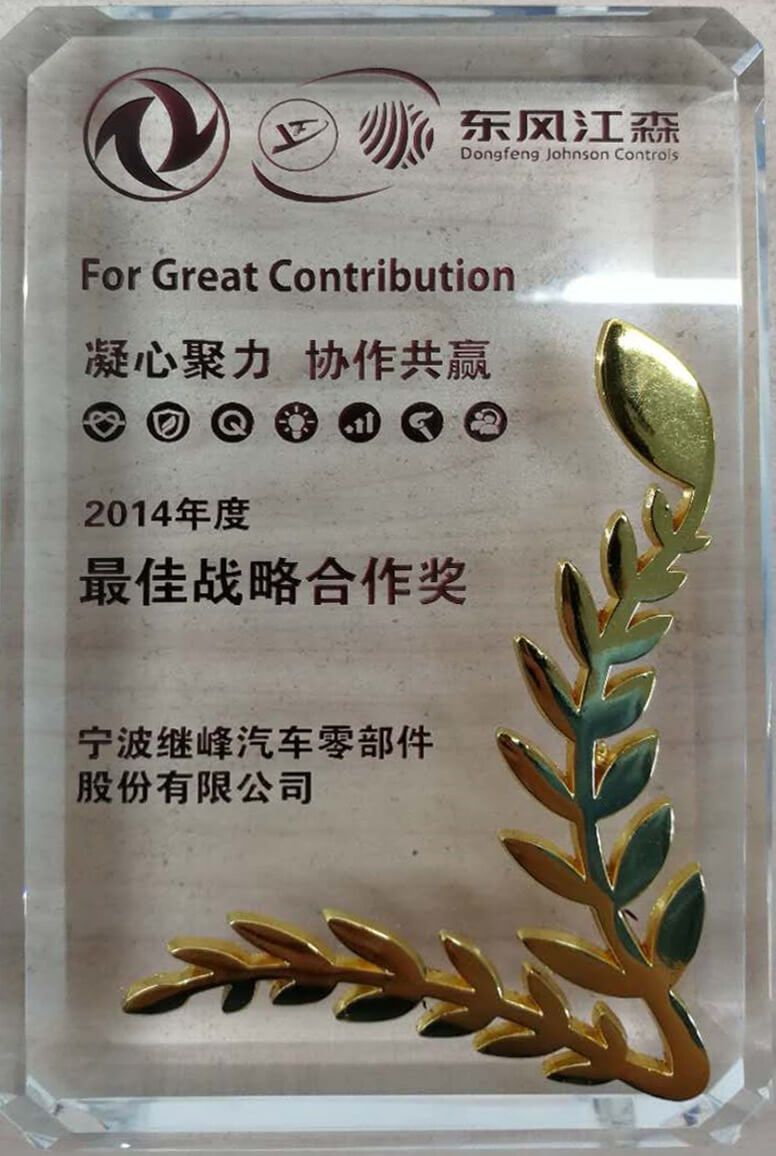 东风江森
Dongfeng Johnson Controls
For Great Contribution
凝心聚力 协作共赢
2014年度
最佳战略合作奖
宁波继峰汽车零部件
股份有限公司